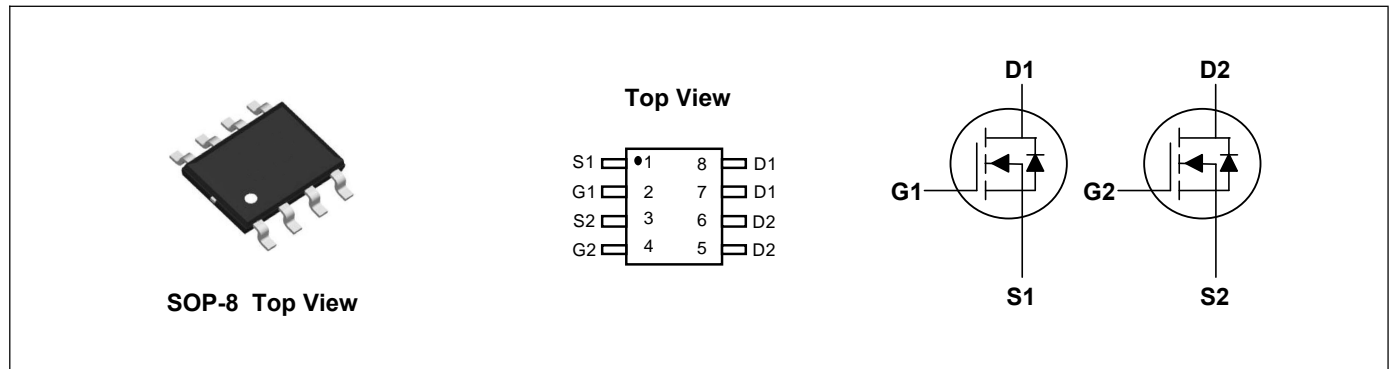 SOP-8 Top View
Top View
S1 1 8 D1
G1 2 7 D1
S2 3 6 D2
G2 4 5 D2
D1 D2
G1 G2
S1 S2